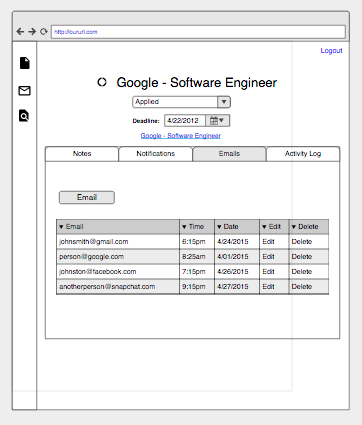 http://oururl.com
Logout
Google - Software Engineer
Applied
Deadline: 4/22/2012
Google - Software Engineer
Notes Notifications Emails Activity Log
Email
Email Time Date Edit Delete
johnsmith@gmail.com 6:15pm 4/24/2015 Edit Delete
person@google.com 8:25am 4/01/2015 Edit Delete
johnston@facebook.com 7:15pm 4/26/2015 Edit Delete
anotherperson@snapchat.com 9:15pm 4/27/2015 Edit Delete